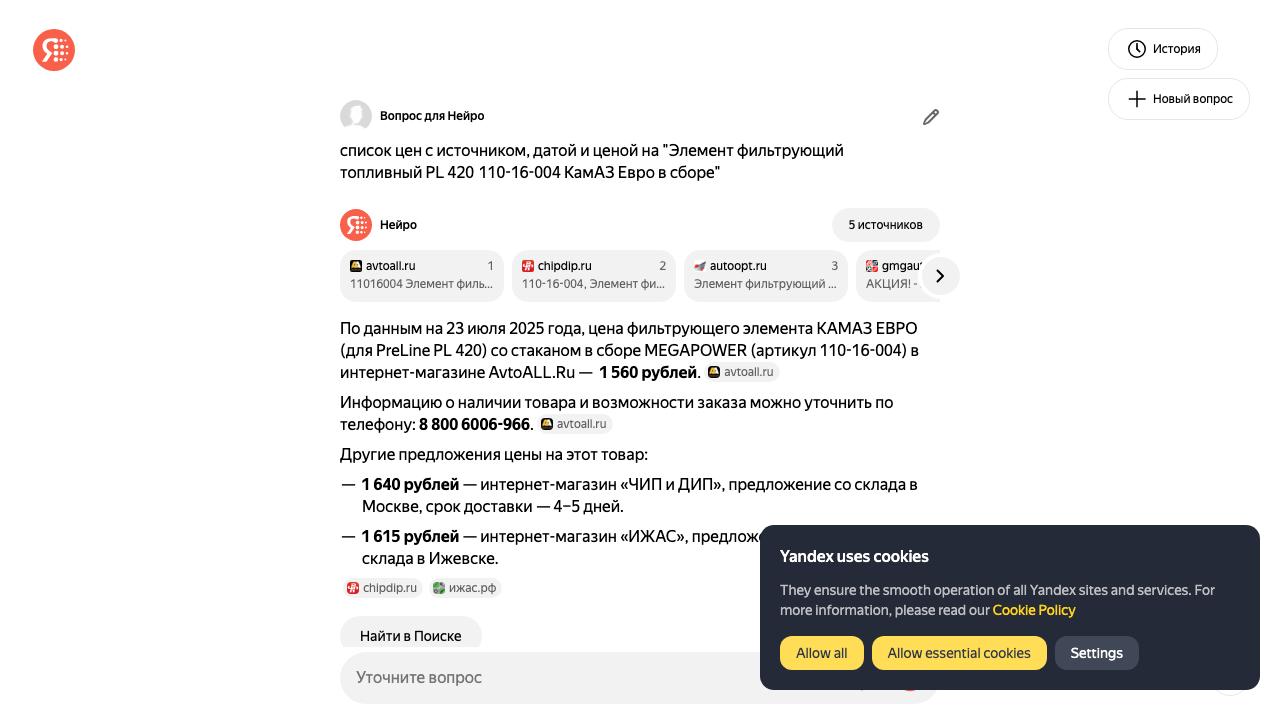 История
Новый вопрос
Вопрос для Нейро
список цен с источником, датой и ценой на "Элемент фильтрующий
топливный PL 420 110-16-004 КамАЗ Евро в сборе"
Нейро
5 источников
avtoall.ru 1
11016004 Элемент филь...
chipdip.ru 2
110-16-004, Элемент фи...
autoopt.ru 3
Элемент фильтрующий ...
gmgaut
АКЦИЯ! -
По данным на 23 июля 2025 года, цена фильтрующего элемента КАМАЗ ЕВРО
(для PreLine PL 420) со стаканом в сборе MEGAPOWER (артикул 110-16-004) в
интернет-магазине AvtoALL.Ru — 1 560 рублей. avtoall.ru
Информацию о наличии товара и возможности заказа можно уточнить по
телефону: 8 800 6006-966. avtoall.ru
Другие предложения цены на этот товар:
— 1 640 рублей — интернет-магазин «ЧИП и ДИП», предложение со склада в
Москве, срок доставки — 4–5 дней.
— 1 615 рублей — интернет-магазин «ИЖАС», предлож
склада в Ижевске.
chipdip.ru ижас.рф
Найти в Поиске
Уточните вопрос
Yandex uses cookies
They ensure the smooth operation of all Yandex sites and services. For
more information, please read our Cookie Policy
Allow all
Allow essential cookies
Settings